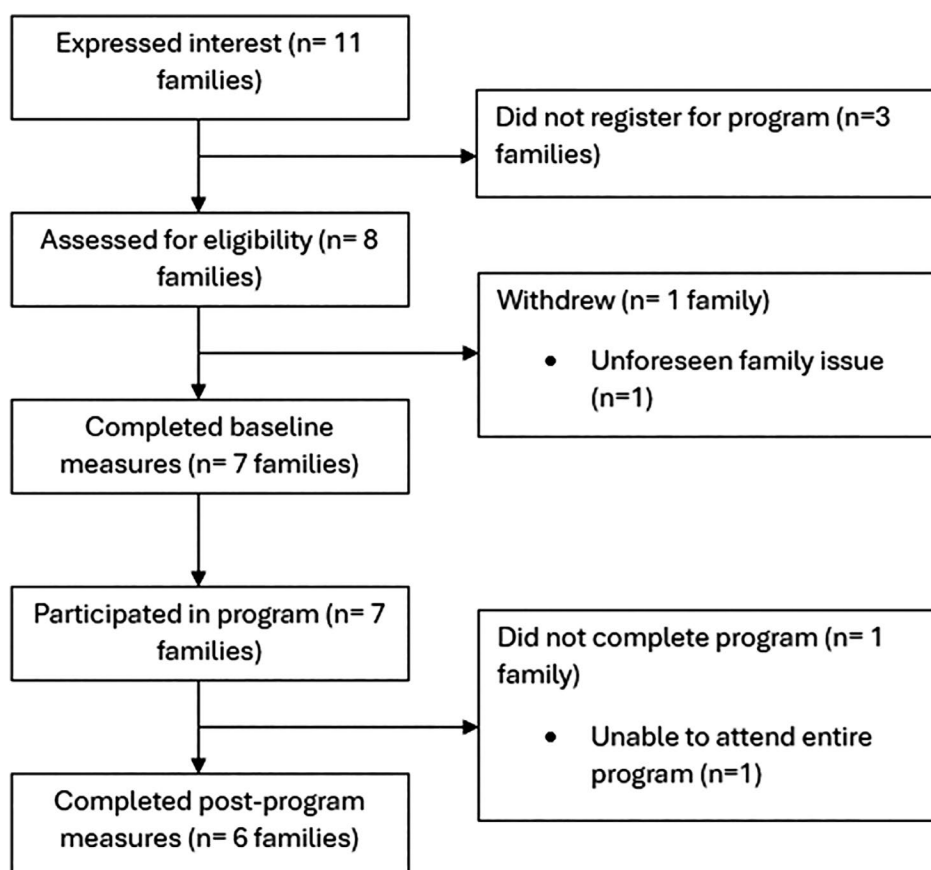 Expressed interest (n= 11
families)
Did not register for program (n=3
families)
Assessed for eligibility (n= 8
families)
Withdrew (n= 1 family)
• Unforeseen family issue
(n=1)
Completed baseline
measures (n= 7 families)
Participated in program (n= 7
families)
Did not complete program (n= 1
family)
• Unable to attend entire
program (n=1)
Completed post-program
measures (n= 6 families)